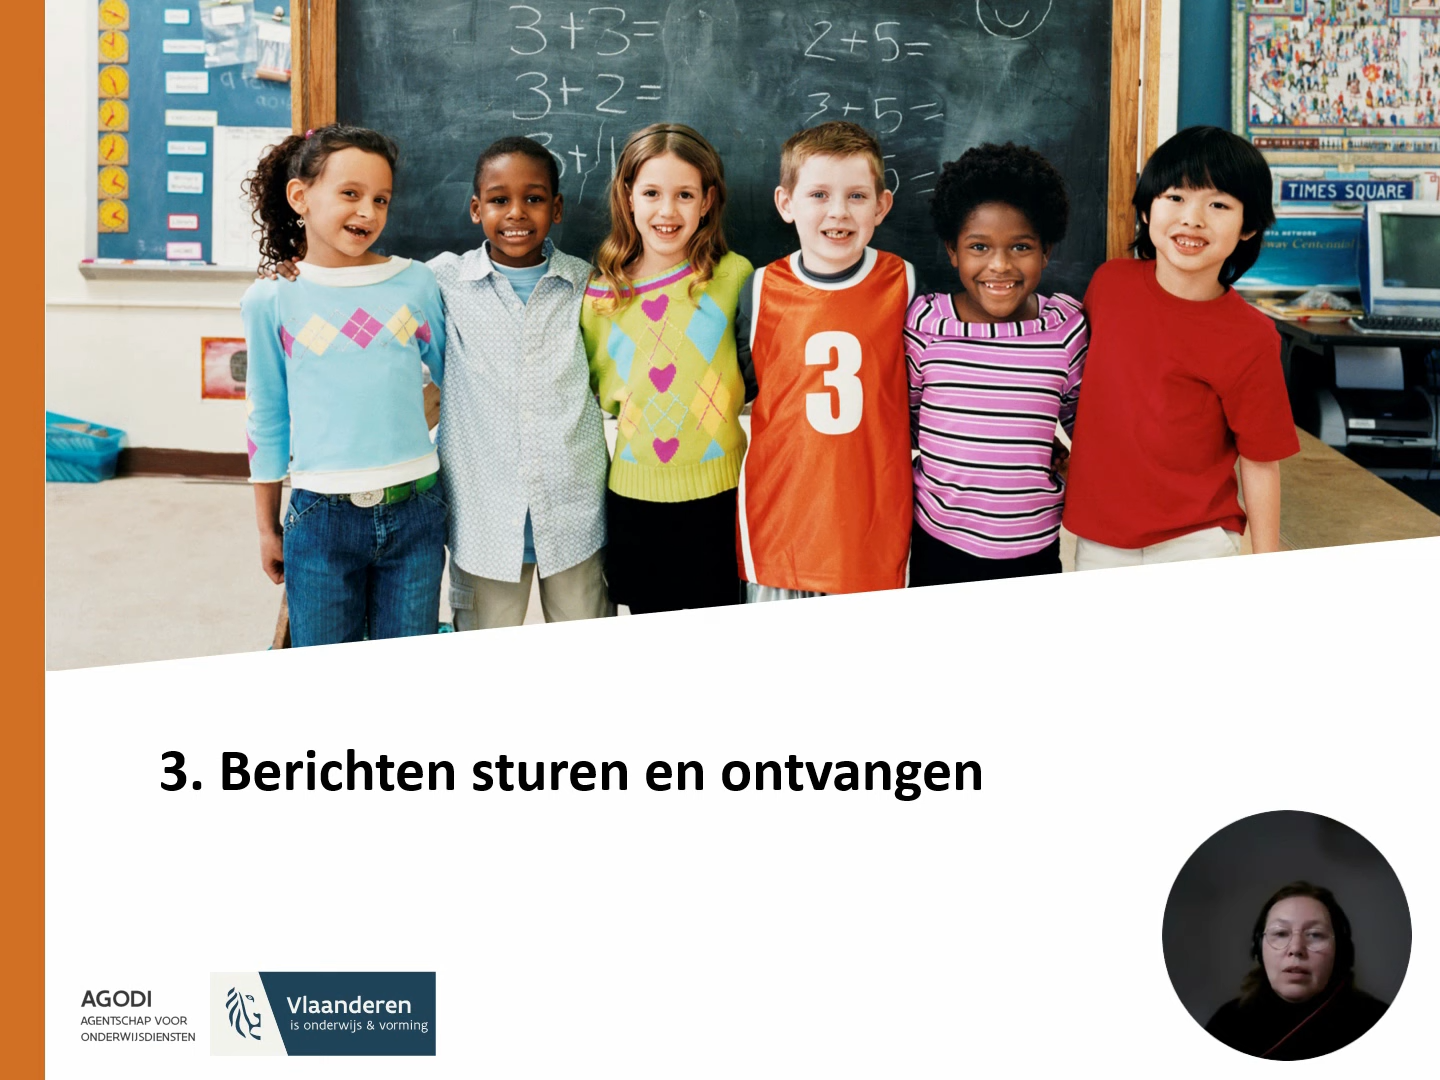 3+3=
2+5=
3+2=
3+5=
TIMES SQUARE
3
3. Berichten sturen en ontvangen
AGODI
AGENTSCHAP VOOR
ONDERWIJSDIENSTEN
Vlaanderen
is onderwijs & vorming